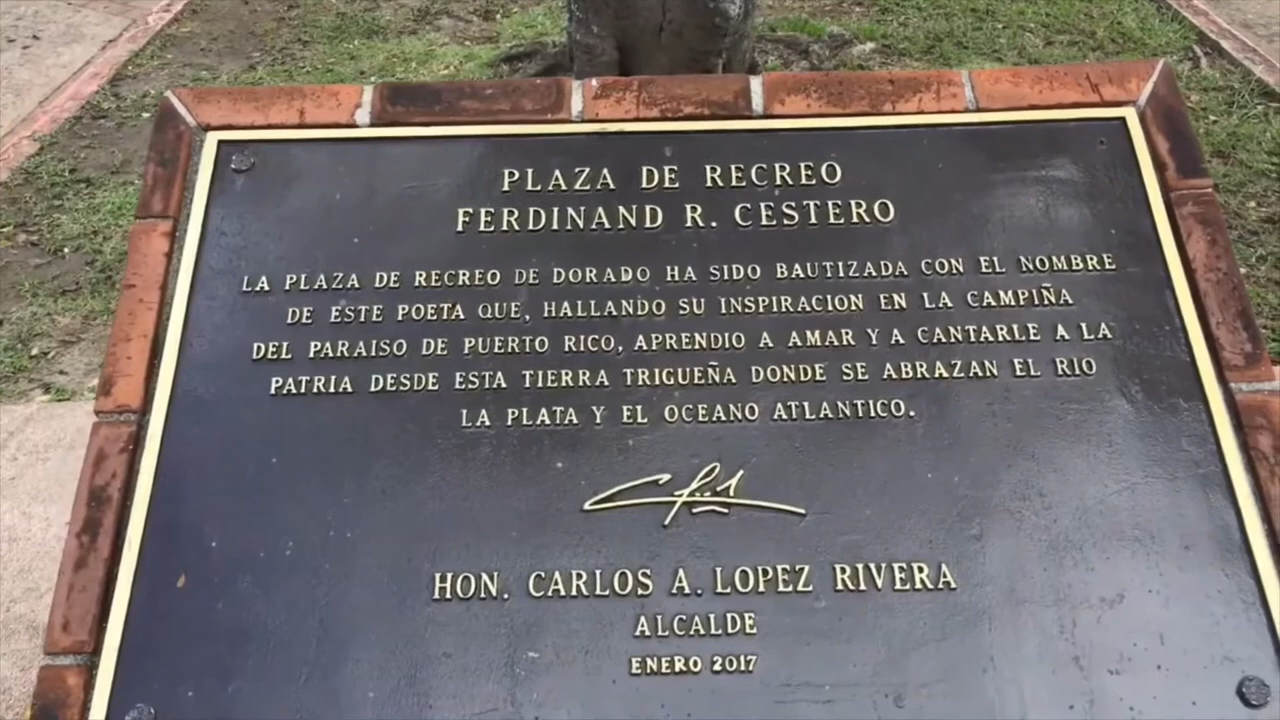 PLAZA DE RECREO
FERDINAND R. CESTERO
LA PLAZA DE RECREO DE DORADO HA SIDO BAUTIZADA CON EL NOMBRE
DE ESTE POETA QUE, HALLANDO SU INSPIRACION EN LA CAMPIÑA
DEL PARAISO DE PUERTO RICO, APRENDIO A AMAR Y A CANTARLE A LA
PATRIA DESDE ESTA TIERRA TRIGUEÑA DONDE SE ABRAZAN EL RIO
LA PLATA Y EL OCEANO ATLANTICO.
HON. CARLOS A. LOPEZ RIVERA
ALCALDE
ENERO 2017